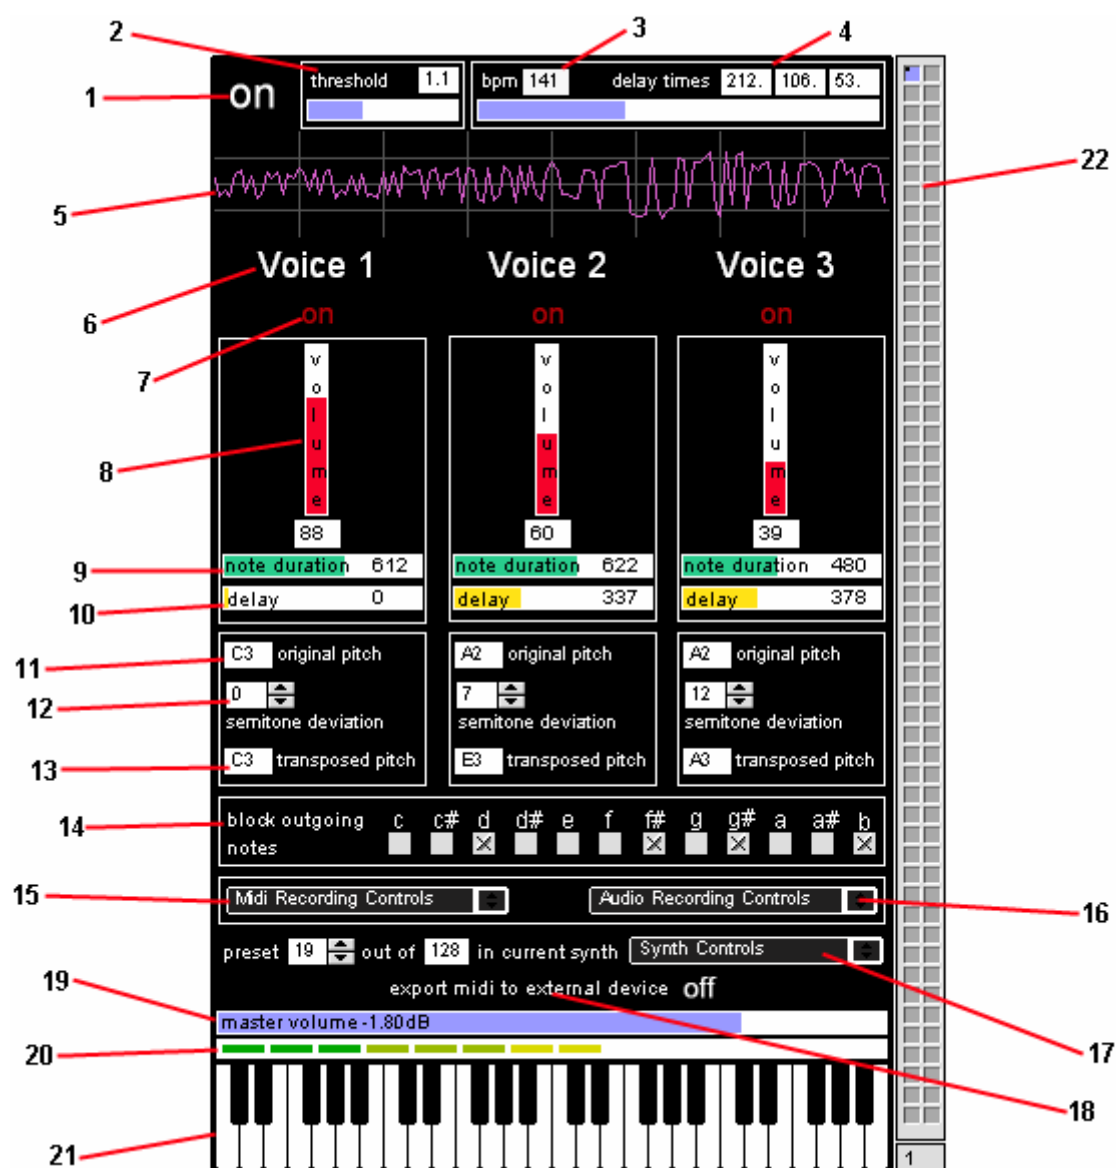 2 3 4
threshold 1.1 bpm 141 delay times 212. 106. 53.
1 on
22
5
Voice 1 Voice 2 Voice 3
6 on on on
7
volume volume volume
8
88 60 39
9 note duration 612 note duration 622 note duration 480
10 delay 0 delay 337 delay 378
11 C3 original pitch A2 original pitch A2 original pitch
12 0 7 12
semitone deviation semitone deviation semitone deviation
13 C3 transposed pitch E3 transposed pitch A3 transposed pitch
14 block outgoing c c# d d# e f f# g g# a a# b
notes
15 Midi Recording Controls Audio Recording Controls 16
preset 19 out of 128 in current synth Synth Controls
19 export midi to external device off
master volume -1.80dB
20 17
18
21 1